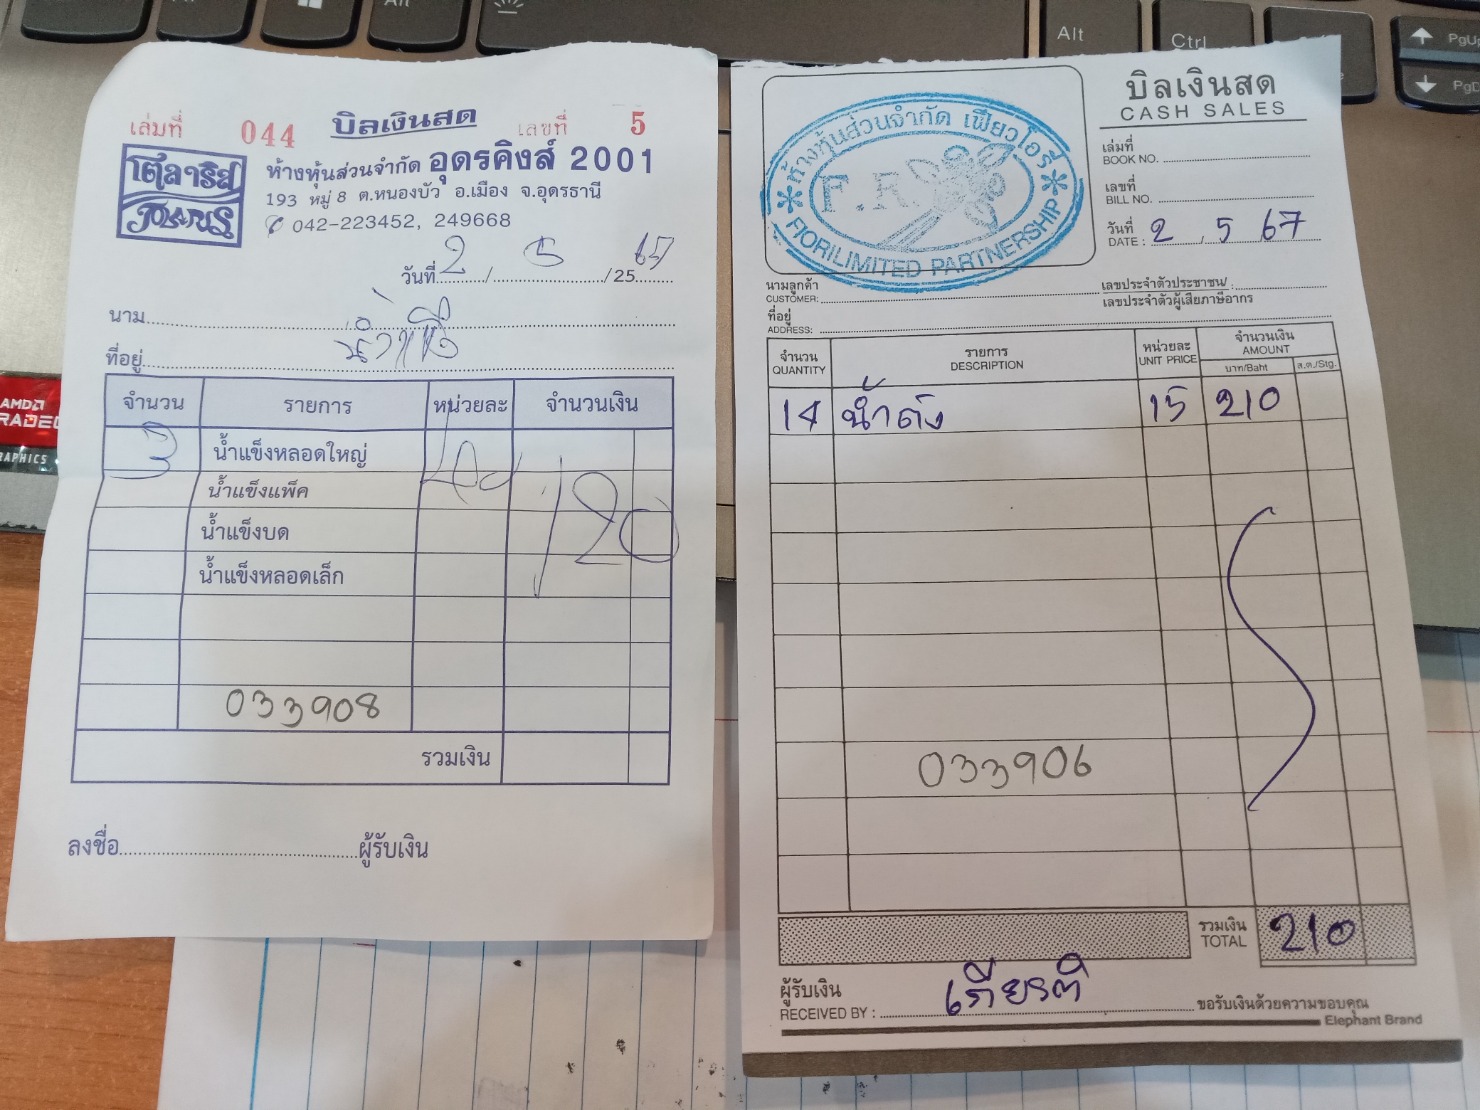 Alt
Alt
Ctrl
PgUp
PgD
AMD
RADEO
GRAPHICS
เล่มที่ 044 บิลเงินสด เลขที่ 5
โพลาริส
POLARIS
ห้างหุ้นส่วนจำกัด อุดรคิงส์ 2001
193 หมู่ 8 ต.หนองบัว อ.เมือง จ.อุดรธานี
042-223452, 249668
วันที่ 2 / 5 / 25 67
นาม
ที่อยู่
จำนวน รายการ หน่วยละ จำนวนเงิน
3 น้ำแข็งหลอดใหญ่ 40 120
น้ำแข็งแพ็ค
น้ำแข็งบด
น้ำแข็งหลอดเล็ก
033908
รวมเงิน
ลงชื่อ ผู้รับเงิน
ห้างหุ้นส่วนจำกัด เฟียวโอรี่
F.R
FIORILIMITED PARTNERSHIP
บิลเงินสด
CASH SALES
เล่มที่
BOOK NO.
เลขที่
BILL NO.
วันที่
DATE : 2 5 67
นามลูกค้า
CUSTOMER:
เลขประจำตัวประชาชน/ :
เลขประจำตัวผู้เสียภาษีอากร
ที่อยู่
ADDRESS:
จำนวน รายการ หน่วยละ จำนวนเงิน
QUANTITY DESCRIPTION UNIT PRICE AMOUNT
บาท/Baht ส.ต./Stg.
14 น้ำถัง 15 210
033906
รวมเงิน
TOTAL 210
ผู้รับเงิน
RECEIVED BY : เกียรติ ขอรับเงินด้วยความขอบคุณ
Elephant Brand